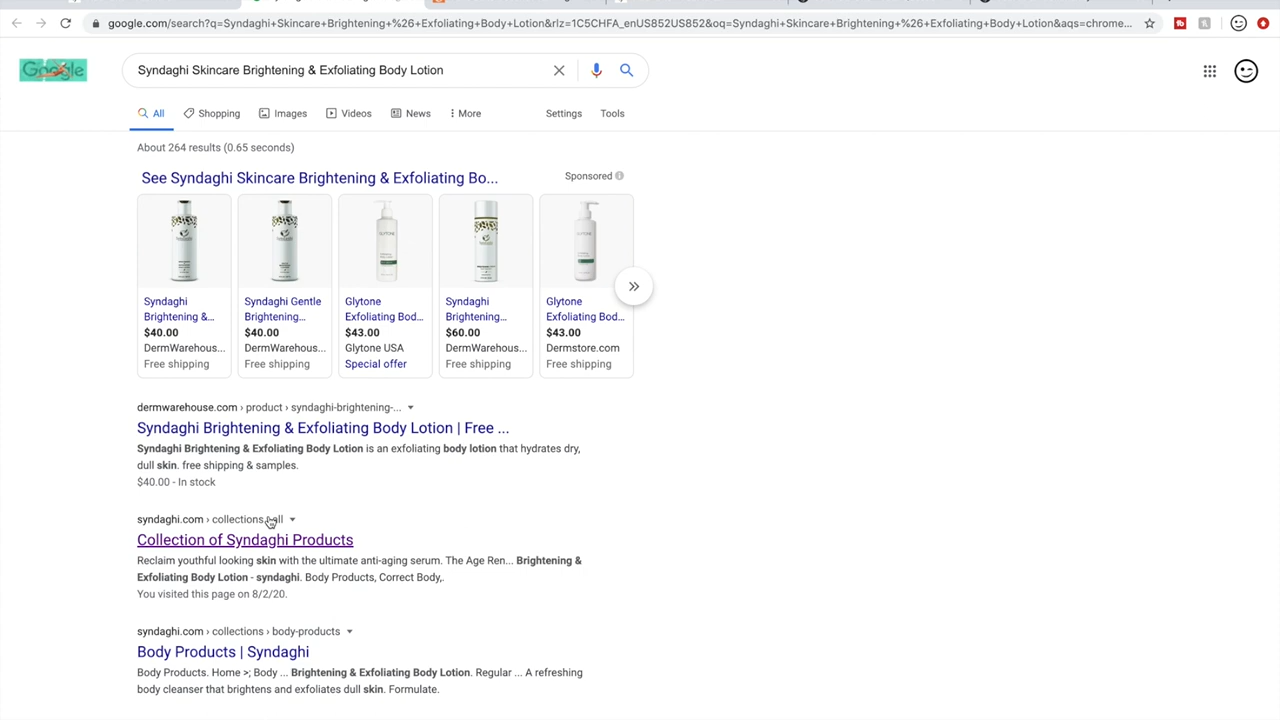 google.com/search?q=Syndaghi+Skincare+Brightening+%26+Exfoliating+Body+Lotion&rlz=1C5CHFA_enUS852US852&oq=Syndaghi+Skincare+Brightening+%26+Exfoliating+Body+Lotion&aqs=chrome...
Google
Syndaghi Skincare Brightening & Exfoliating Body Lotion
All Shopping Images Videos News More Settings Tools
About 264 results (0.65 seconds)
See Syndaghi Skincare Brightening & Exfoliating Bo... Sponsored
Syndaghi Brightening &... $40.00 DermWarehous... Free shipping
Syndaghi Gentle Brightening... $40.00 DermWarehous... Free shipping
Glytone Exfoliating Bod... $43.00 Glytone USA Special offer
Syndaghi Brightening... $60.00 DermWarehous... Free shipping
Glytone Exfoliating Bod... $43.00 Dermstore.com Free shipping
dermwarehouse.com › product › syndaghi-brightening-...
Syndaghi Brightening & Exfoliating Body Lotion | Free ...
Syndaghi Brightening & Exfoliating Body Lotion is an exfoliating body lotion that hydrates dry,
dull skin. free shipping & samples.
$40.00 - In stock
syndaghi.com › collections
Collection of Syndaghi Products
Reclaim youthful looking skin with the ultimate anti-aging serum. The Age Ren... Brightening &
Exfoliating Body Lotion - syndaghi. Body Products, Correct Body,.
You visited this page on 8/2/20.
syndaghi.com › collections › body-products
Body Products | Syndaghi
Body Products. Home >; Body ... Brightening & Exfoliating Body Lotion. Regular ... A refreshing
body cleanser that brightens and exfoliates dull skin. Formulate.